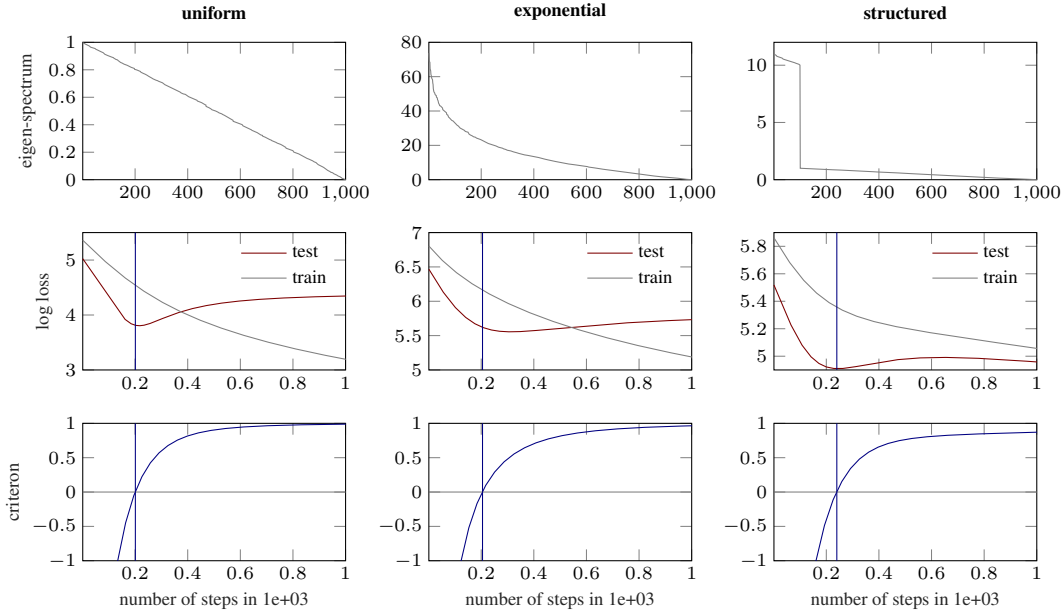 uniform exponential structured
eigen-spectrum
1
0.8
0.6
0.4
0.2
0
200 400 600 800 1,000
80
60
40
20
0
200 400 600 800 1,000
10
5
0
200 400 600 800 1,000
log loss
5
4
3
test
train
0.2 0.4 0.6 0.8 1
7
6.5
6
5.5
5
test
train
0.2 0.4 0.6 0.8 1
5.8
5.6
5.4
5.2
5
test
train
0.2 0.4 0.6 0.8 1
criteron
1
0.5
0
−0.5
−1
0.2 0.4 0.6 0.8 1
number of steps in 1e+03
1
0.5
0
−0.5
−1
0.2 0.4 0.6 0.8 1
number of steps in 1e+03
1
0.5
0
−0.5
−1
0.2 0.4 0.6 0.8 1
number of steps in 1e+03